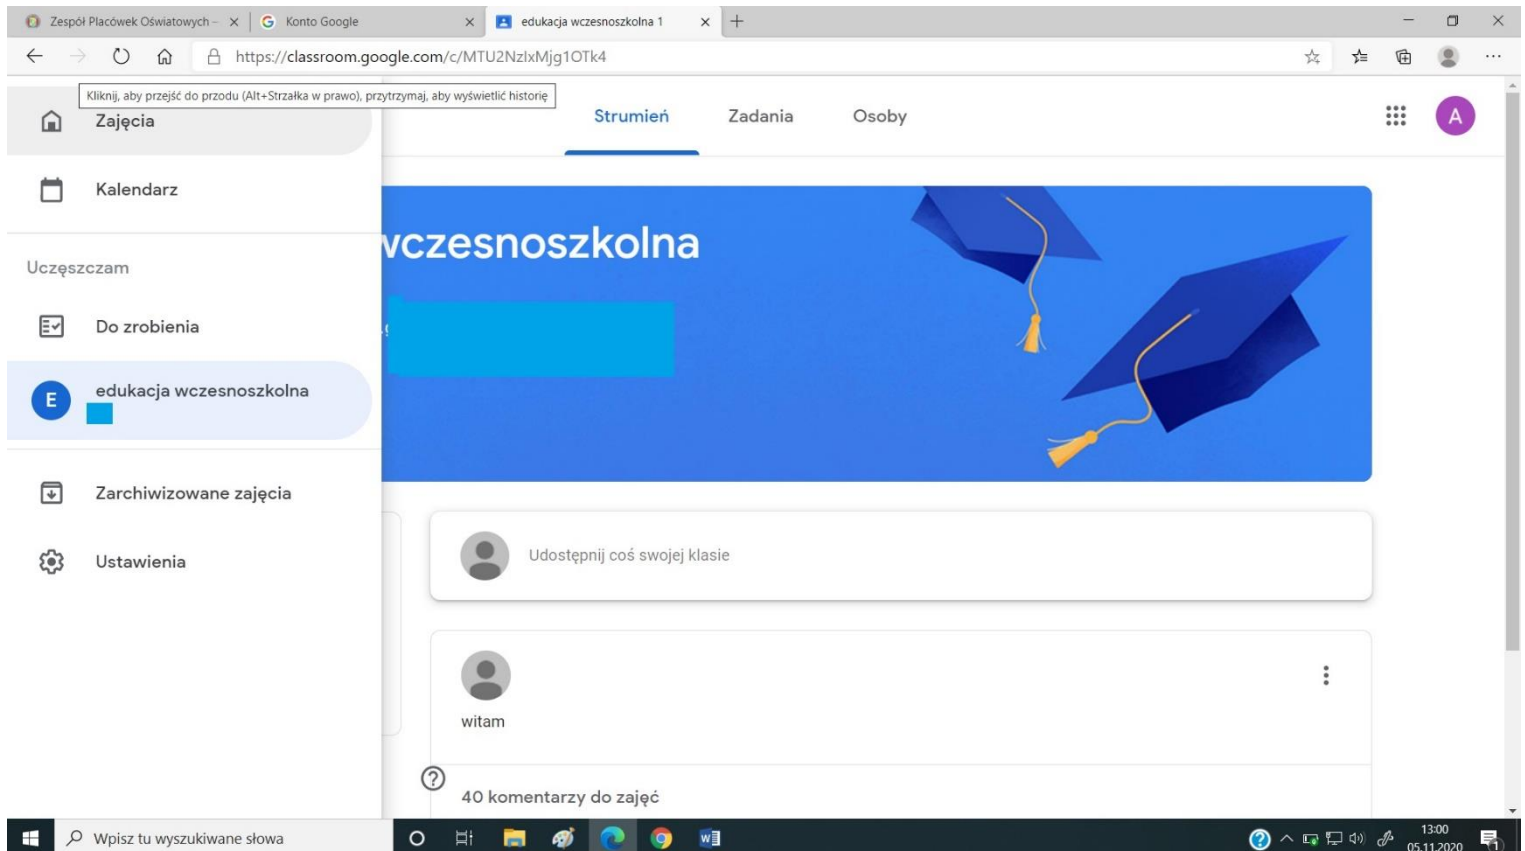 Zespół Placówek Oświatowych –
Konto Google
edukacja wczesnoszkolna 1
https://classroom.google.com/c/MTU2NzIxMjg1OTk4
Kliknij, aby przejść do przodu (Alt+Strzałka w prawo), przytrzymaj, aby wyświetlić historię
Zajęcia
Strumień
Zadania
Osoby
A
Kalendarz
wczesnoszkolna
Uczęszczam
Do zrobienia
E
edukacja wczesnoszkolna
Zarchiwizowane zajęcia
Ustawienia
Udostępnij coś swojej klasie
witam
40 komentarzy do zajęć
Wpisz tu wyszukiwane słowa
13:00
05.11.2020